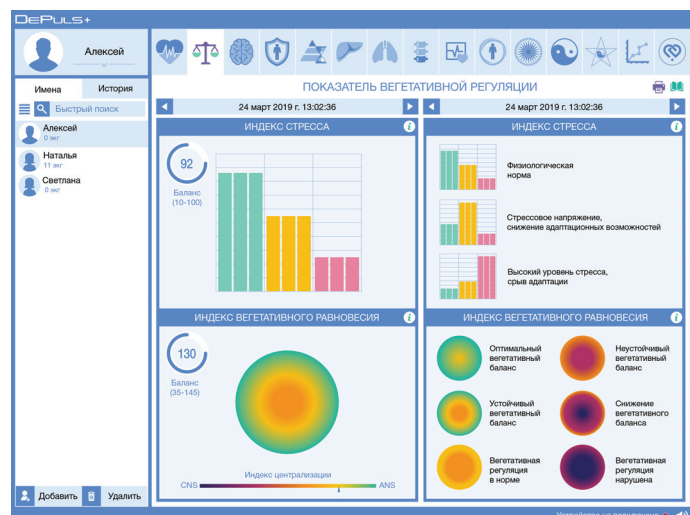 DEPULS+
Алексей
Имена
История
Быстрый поиск
Алексей
0 экг
Наталья
11 экг
Светлана
0 экг
Добавить
Удалить
ПОКАЗАТЕЛЬ ВЕГЕТАТИВНОЙ РЕГУЛЯЦИИ
24 март 2019 г. 13:02:36
ИНДЕКС СТРЕССА
i
92
Баланс
(10-100)
ИНДЕКС ВЕГЕТАТИВНОГО РАВНОВЕСИЯ
i
130
Баланс
(35-145)
Индекс централизации
CNS
ANS
24 март 2019 г. 13:02:36
ИНДЕКС СТРЕССА
i
Физиологическая
норма
Стрессовое напряжение,
снижение адаптационных возможностей
Высокий уровень стресса,
срыв адаптации
ИНДЕКС ВЕГЕТАТИВНОГО РАВНОВЕСИЯ
i
Оптимальный
вегетативный
баланс
Неустойчивый
вегетативный
баланс
Устойчивый
вегетативный
баланс
Снижение
вегетативного
баланса
Вегетативная
регуляция
в норме
Вегетативная
регуляция
нарушена